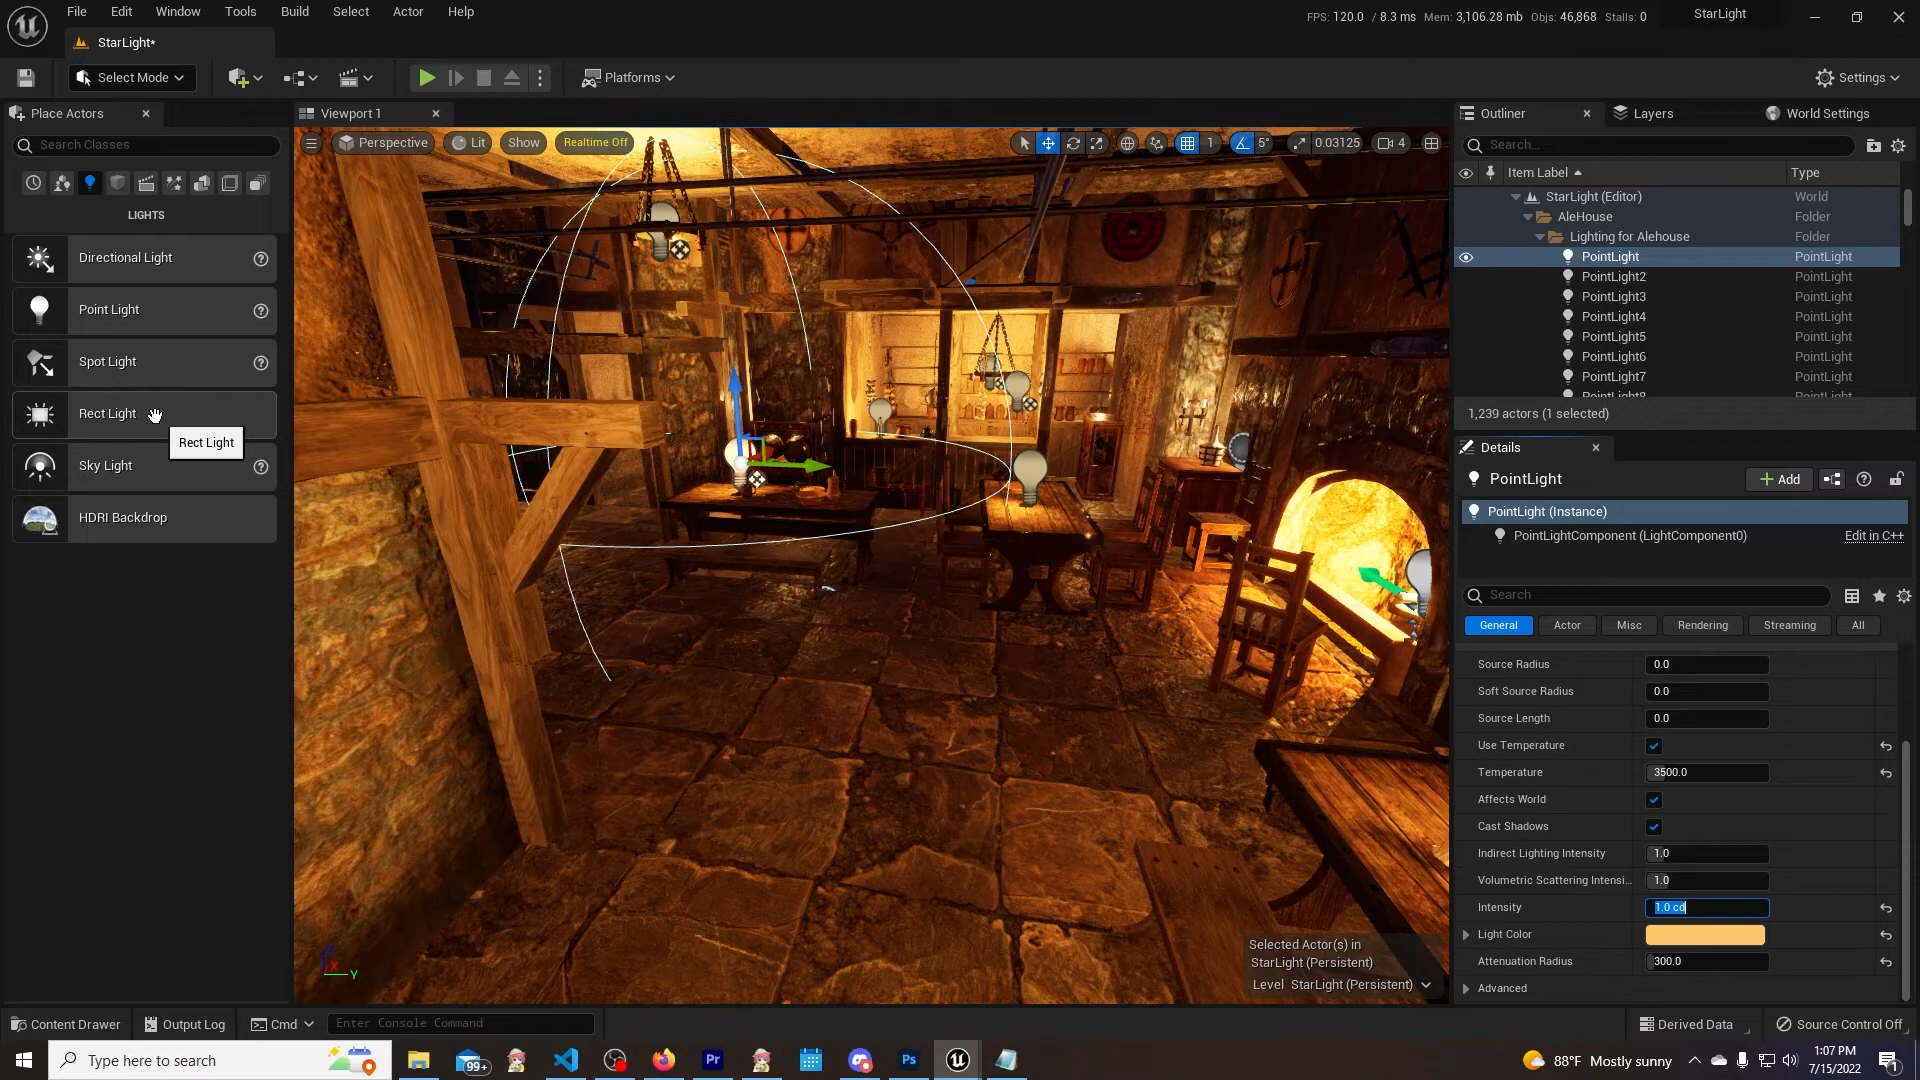 File Edit Window Tools Build Select Actor Help
FPS: 120.0 / 8.3 ms Mem: 3,106.28 mb Objs: 46,868 Stalls: 0
StarLight
StarLight*
Select Mode
Platforms
Settings
Place Actors
Search Classes
LIGHTS
Directional Light
Point Light
Spot Light
Rect Light
Rect Light
Sky Light
HDRI Backdrop
Viewport 1
Perspective Lit Show Realtime Off
1 5° 0.03125 4
X
Y
Selected Actor(s) in
StarLight (Persistent)
Level StarLight (Persistent)
Outliner Layers World Settings
Search...
Item Label Type
StarLight (Editor) World
AleHouse Folder
Lighting for Alehouse Folder
PointLight PointLight
PointLight2 PointLight
PointLight3 PointLight
PointLight4 PointLight
PointLight5 PointLight
PointLight6 PointLight
PointLight7 PointLight
PointLight8 PointLight
1,239 actors (1 selected)
Details
PointLight
Add
PointLight (Instance)
PointLightComponent (LightComponent0) Edit in C++
Search
General Actor Misc Rendering Streaming All
Source Radius 0.0
Soft Source Radius 0.0
Source Length 0.0
Use Temperature
Temperature 3500.0
Affects World
Cast Shadows
Indirect Lighting Intensity 1.0
Volumetric Scattering Intensi... 1.0
Intensity 1.0 cd
Light Color
Attenuation Radius 300.0
Advanced
Content Drawer Output Log Cmd Enter Console Command
Derived Data Source Control Off
Type here to search
99+
Pr
Ps
88°F Mostly sunny
1:07 PM
7/15/2022
1